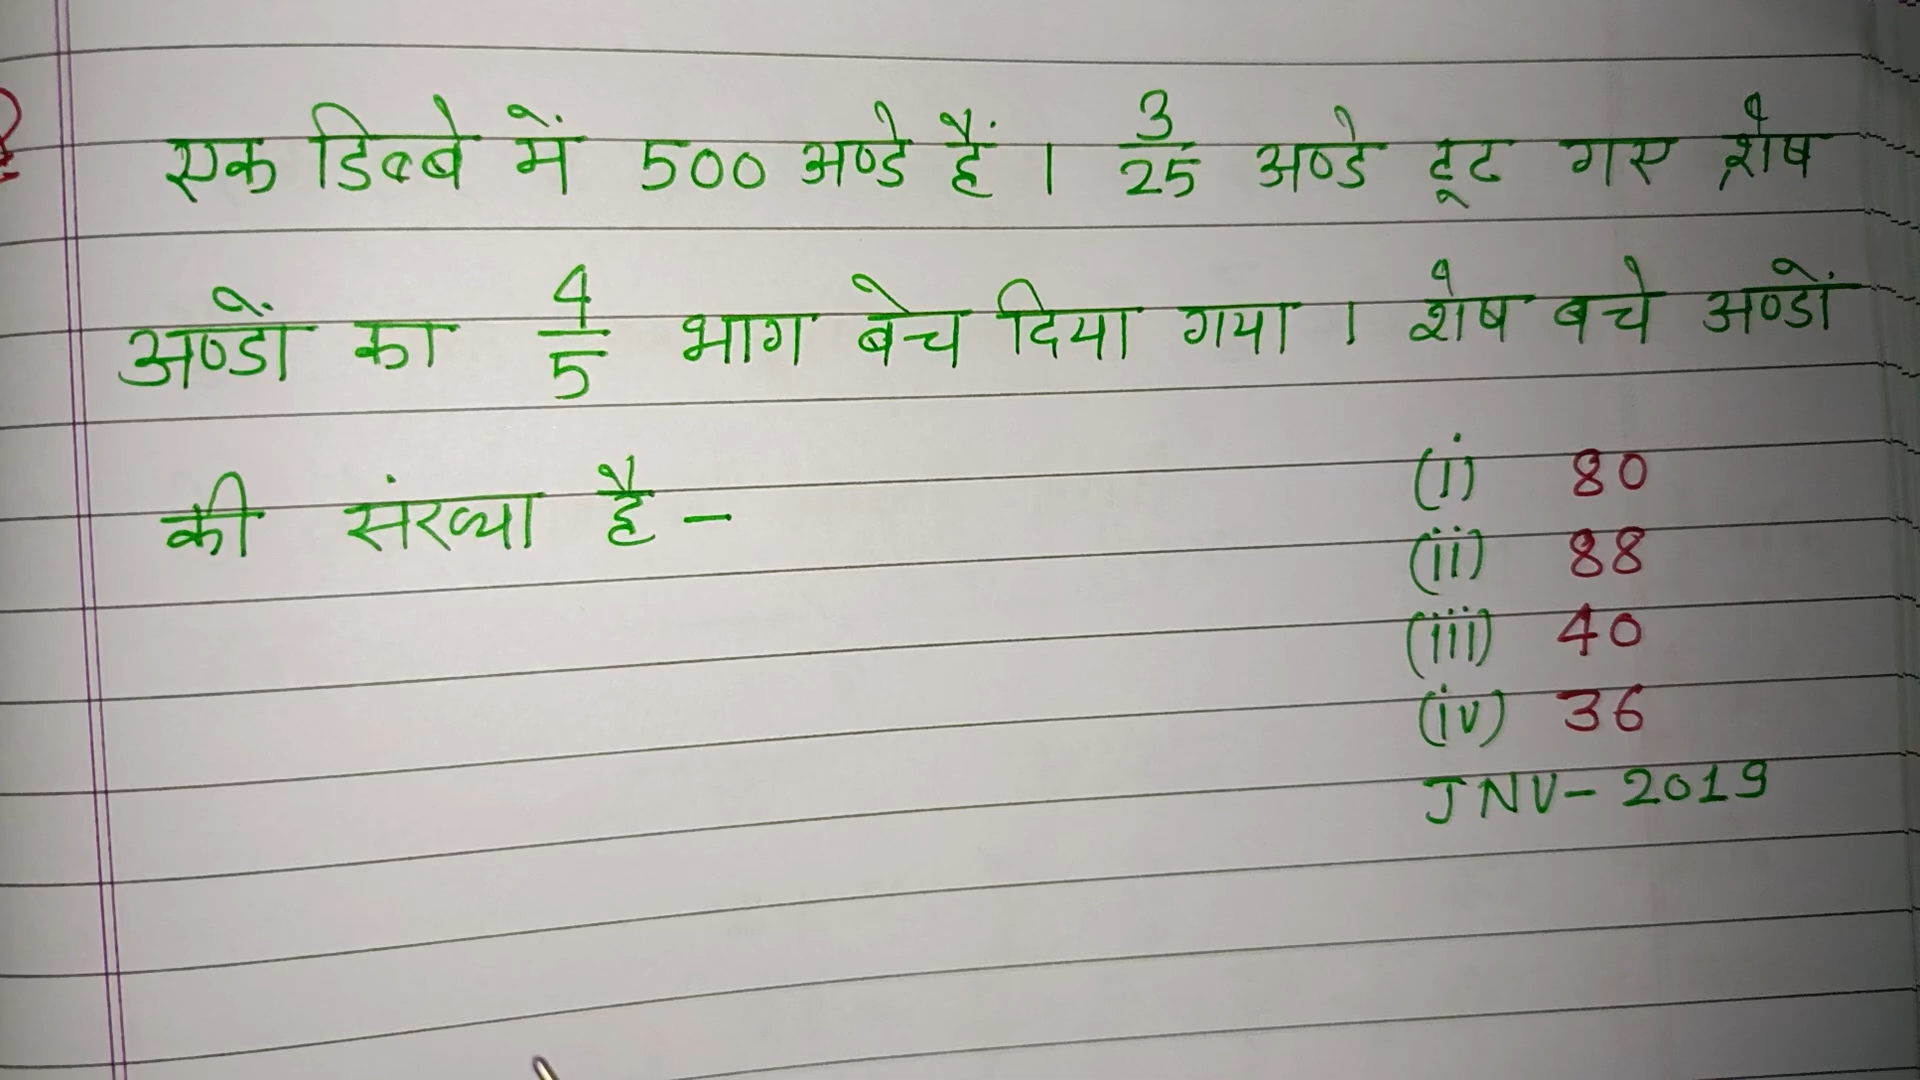 एक डिब्बे में 500 अण्डे हैं । 3/25 अण्डे टूट गए शेष
अण्डों का 4/5 भाग बेच दिया गया । शेष बचे अण्डों
की संख्या है -
(i) 80
(ii) 88
(iii) 40
(iv) 36
JNV- 2019